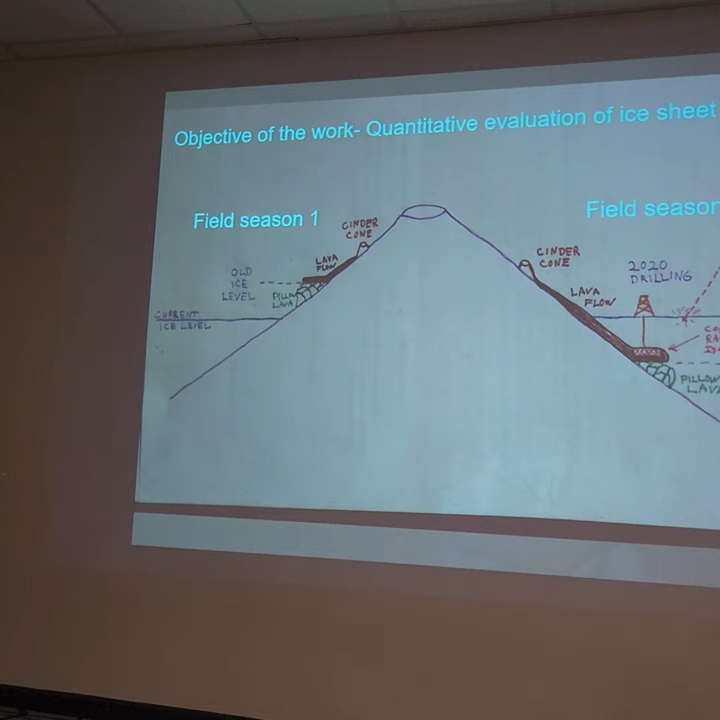 Objective of the work- Quantitative evaluation of ice sheet
Field season 1
Field season
CINDER
CONE
LAVA
FLOW
OLD
ICE
LEVEL
LAVA
CURRENT
ICE LEVEL
CINDER
CONE
LAVA
FLOW
2020
DRILLING
PILLOW
LAVA